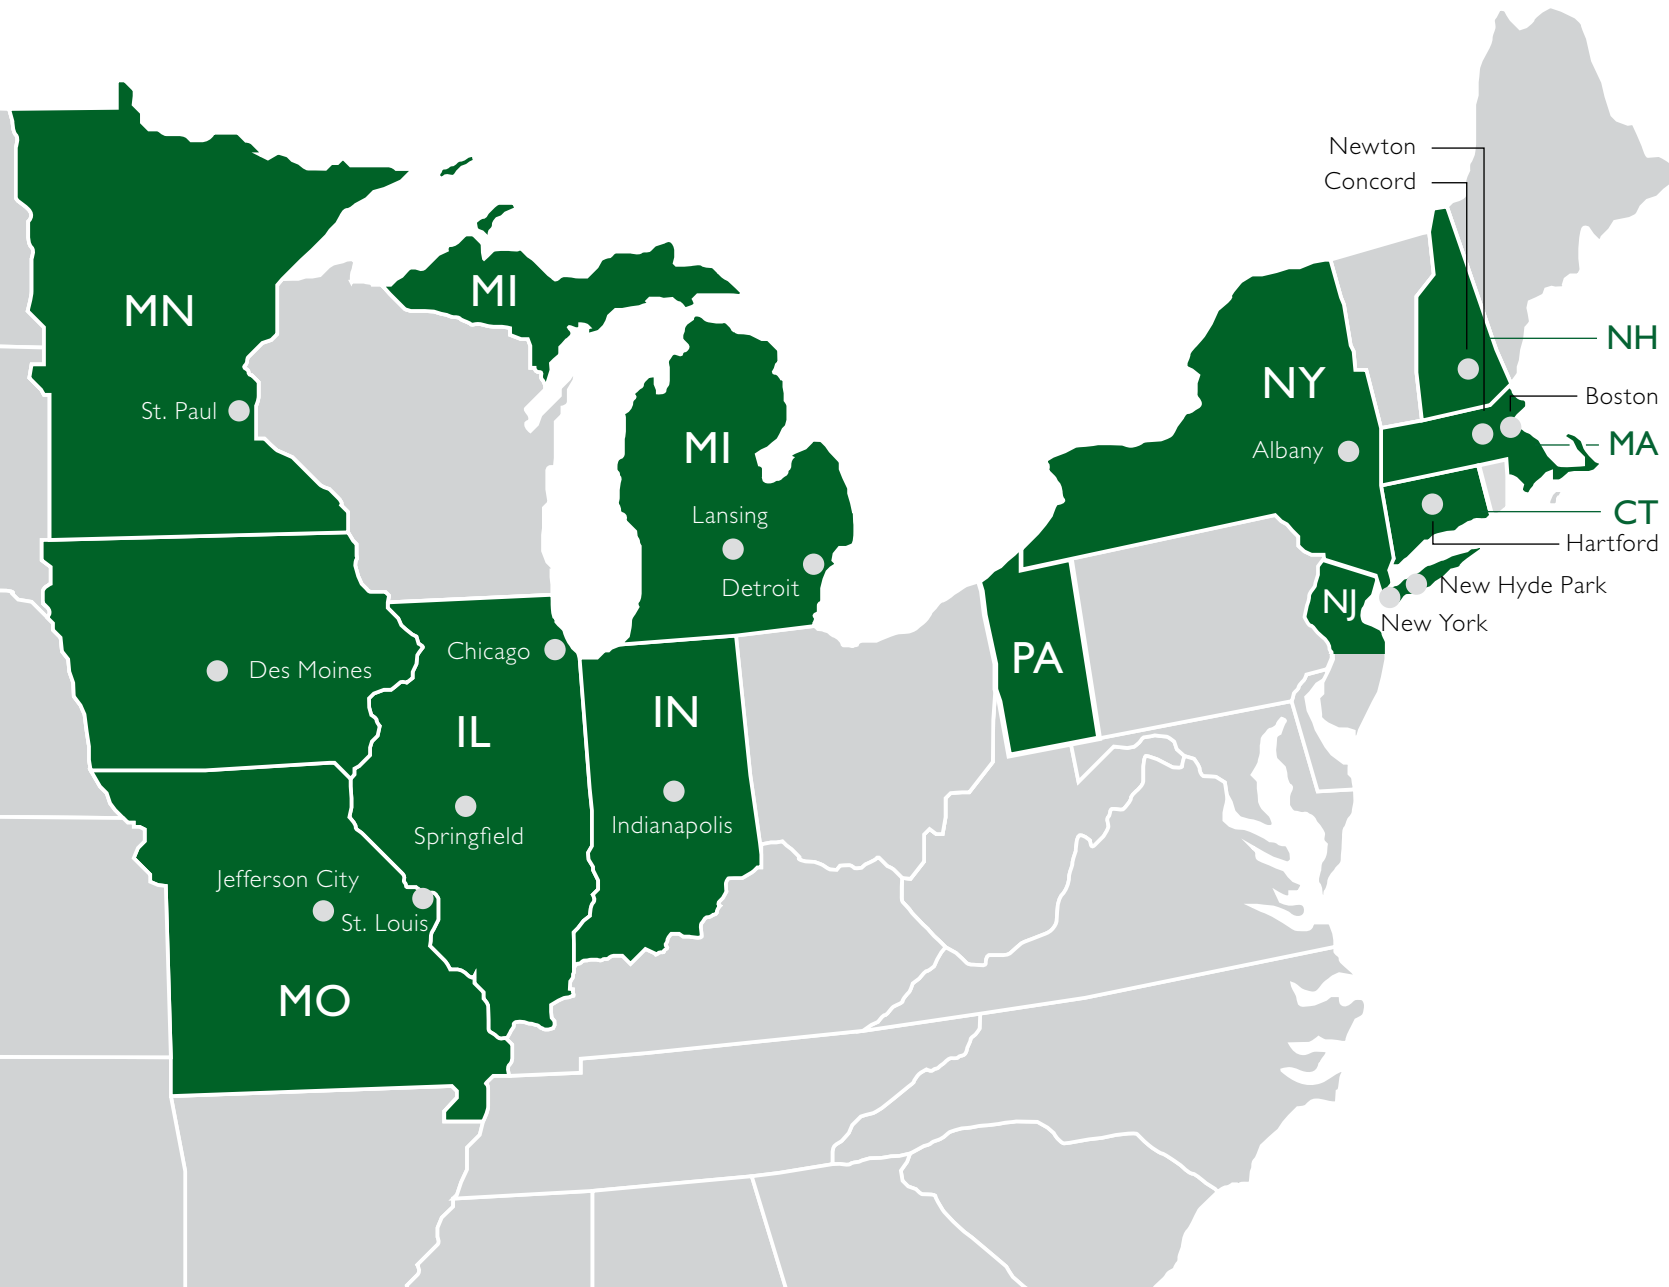 Newton
Concord
MI
MN
NH
NY
Boston
St. Paul
MI
MA
Albany
Lansing
CT
Hartford
Detroit
New Hyde Park
NJ
New York
Chicago
PA
Des Moines
IN
IL
Indianapolis
Springfield
Jefferson City
St. Louis
MO